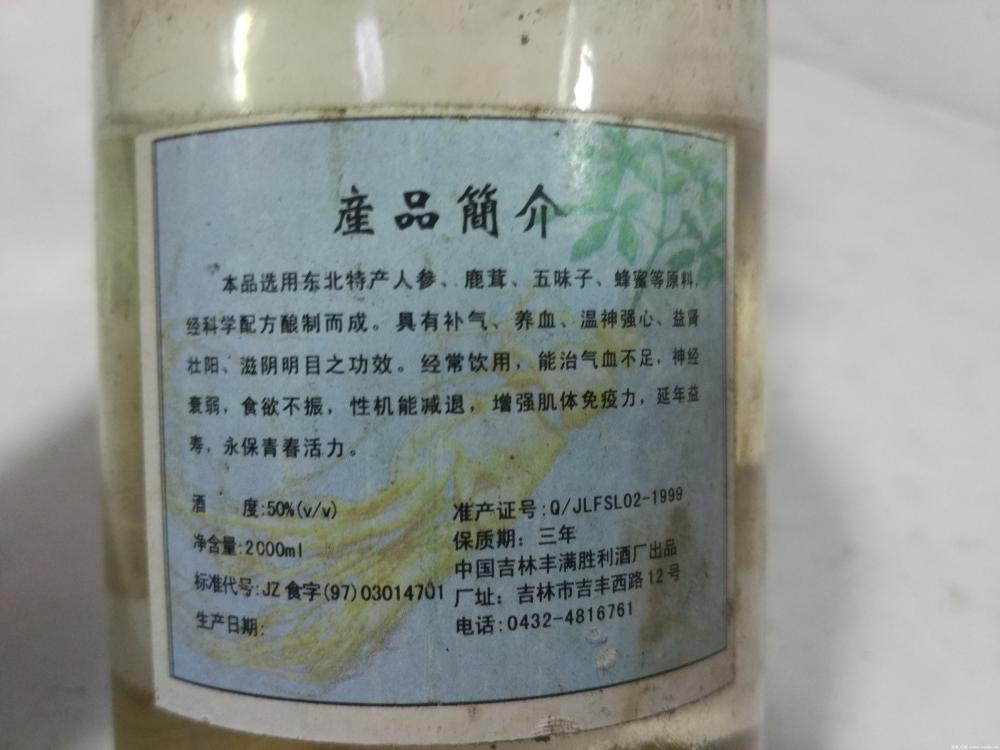 産品簡介
本品选用东北特产人参、鹿茸、五味子、蜂蜜等原料,
经科学配方酿制而成。具有补气、养血、温神强心、益肾
壮阳、滋阴明目之功效。经常饮用，能治气血不足，神经
衰弱，食欲不振，性机能减退，增强肌体免疫力，延年益
寿，永保青春活力。
酒 度:50%(v/v)
净含量:2000ml
标准代号:JZ 食字(97)03014701
生产日期:
准产证号:Q/JLFSL02-1999
保质期：三年
中国吉林丰满胜利酒厂出品
厂址：吉林市吉丰西路12号
电话:0432-4816761